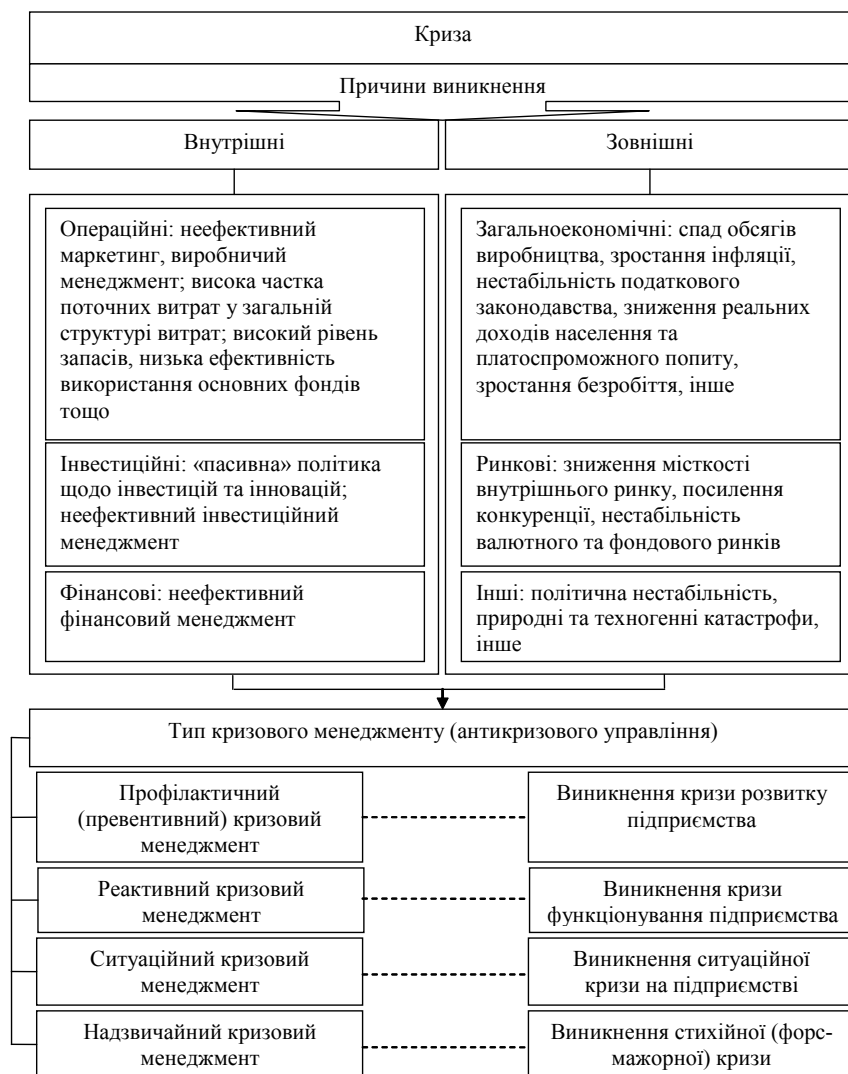 Криза
Причини виникнення
Внутрішні
Зовнішні
Операційні: неефективний
маркетинг, виробничий
менеджмент; висока частка
поточних витрат у загальній
структурі витрат; високий рівень
запасів, низька ефективність
використання основних фондів
тощо
Інвестиційні: «пасивна» політика
щодо інвестицій та інновацій;
неефективний інвестиційний
менеджмент
Фінансові: неефективний
фінансовий менеджмент
Загальноекономічні: спад обсягів
виробництва, зростання інфляції,
нестабільність податкового
законодавства, зниження реальних
доходів населення та
платоспроможного попиту,
зростання безробіття, інше
Ринкові: зниження місткості
внутрішнього ринку, посилення
конкуренції, нестабільність
валютного та фондового ринків
Інші: політична нестабільність,
природні та техногенні катастрофи,
інше
Тип кризового менеджменту (антикризового управління)
Профілактичний
(превентивний) кризовий
менеджмент
Виникнення кризи розвитку
підприємства
Реактивний кризовий
менеджмент
Виникнення кризи
функціонування підприємства
Ситуаційний кризовий
менеджмент
Виникнення ситуаційної
кризи на підприємстві
Надзвичайний кризовий
менеджмент
Виникнення стихійної (форс-
мажорної) кризи